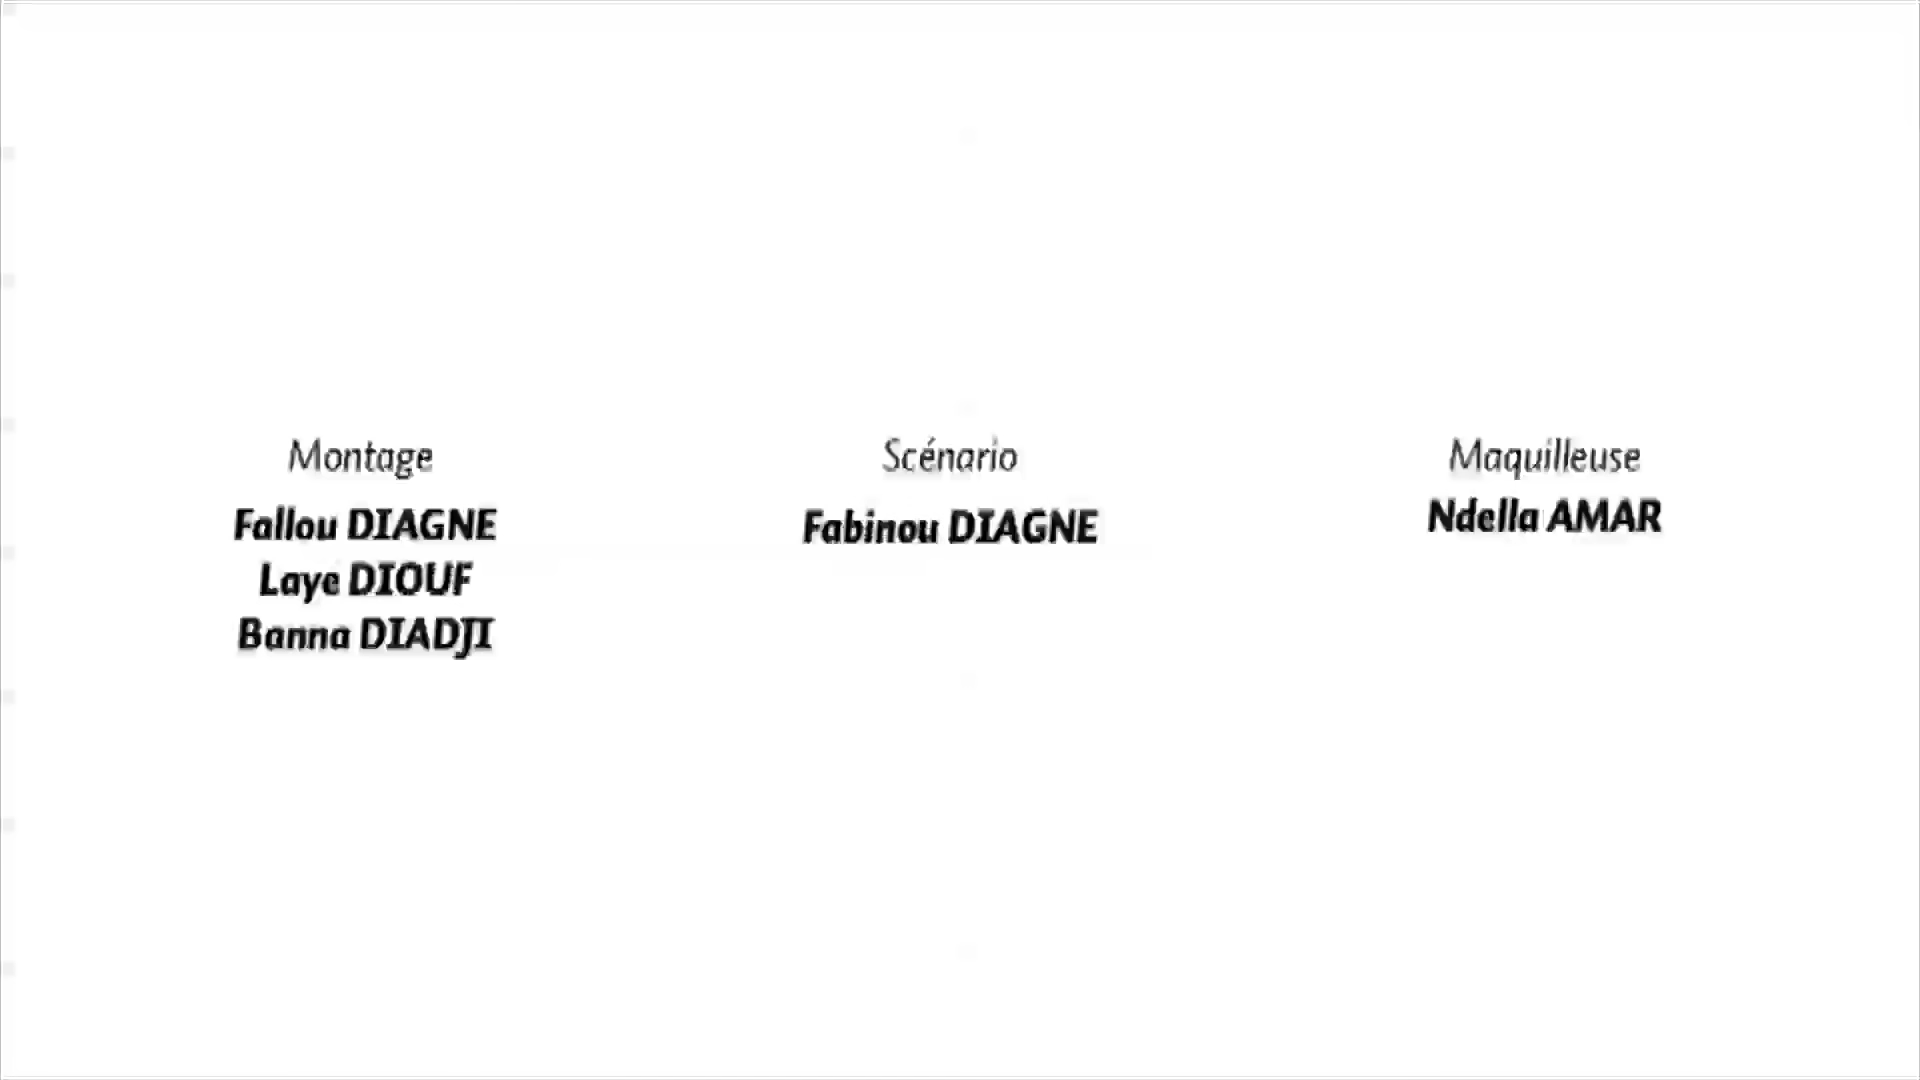 Montage
Fallou DIAGNE
Laye DIOUF
Banna DIADJI
Scénario
Fabinou DIAGNE
Maquilleuse
Ndella AMAR